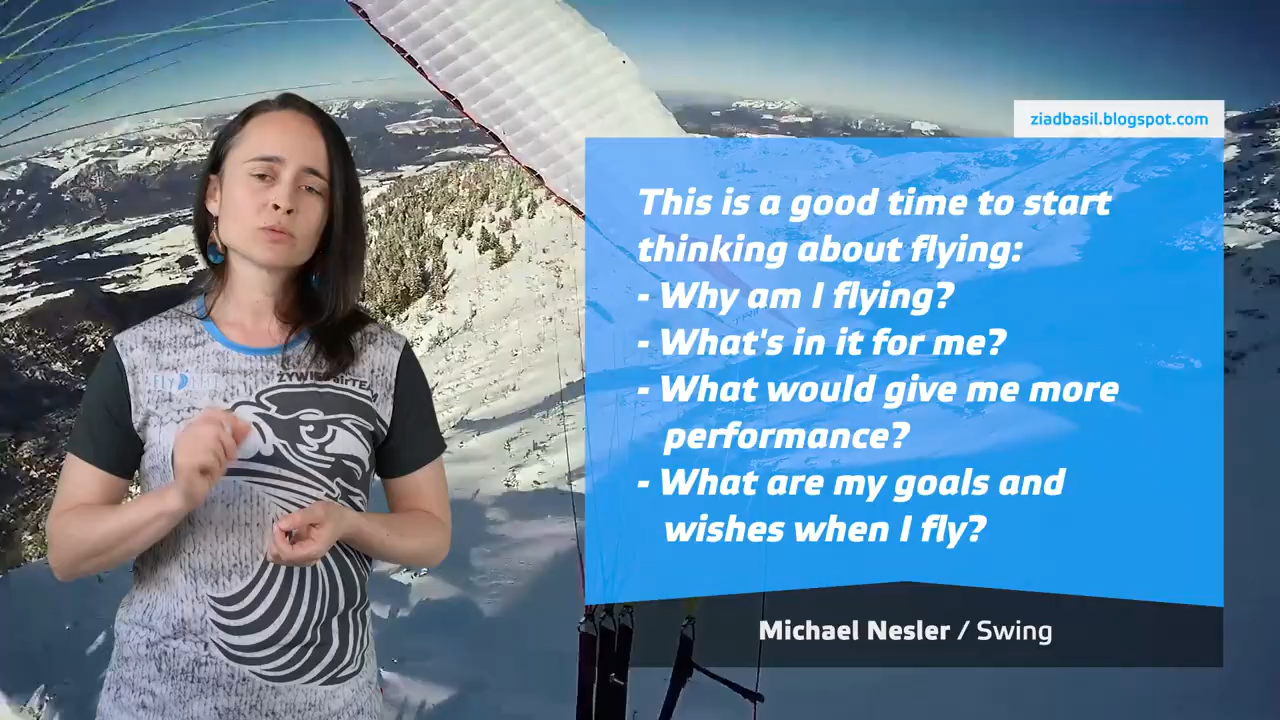 ziadbasil.blogspot.com
This is a good time to start
thinking about flying:
- Why am I flying?
- What's in it for me?
- What would give me more
performance?
- What are my goals and
wishes when I fly?
Michael Nesler / Swing